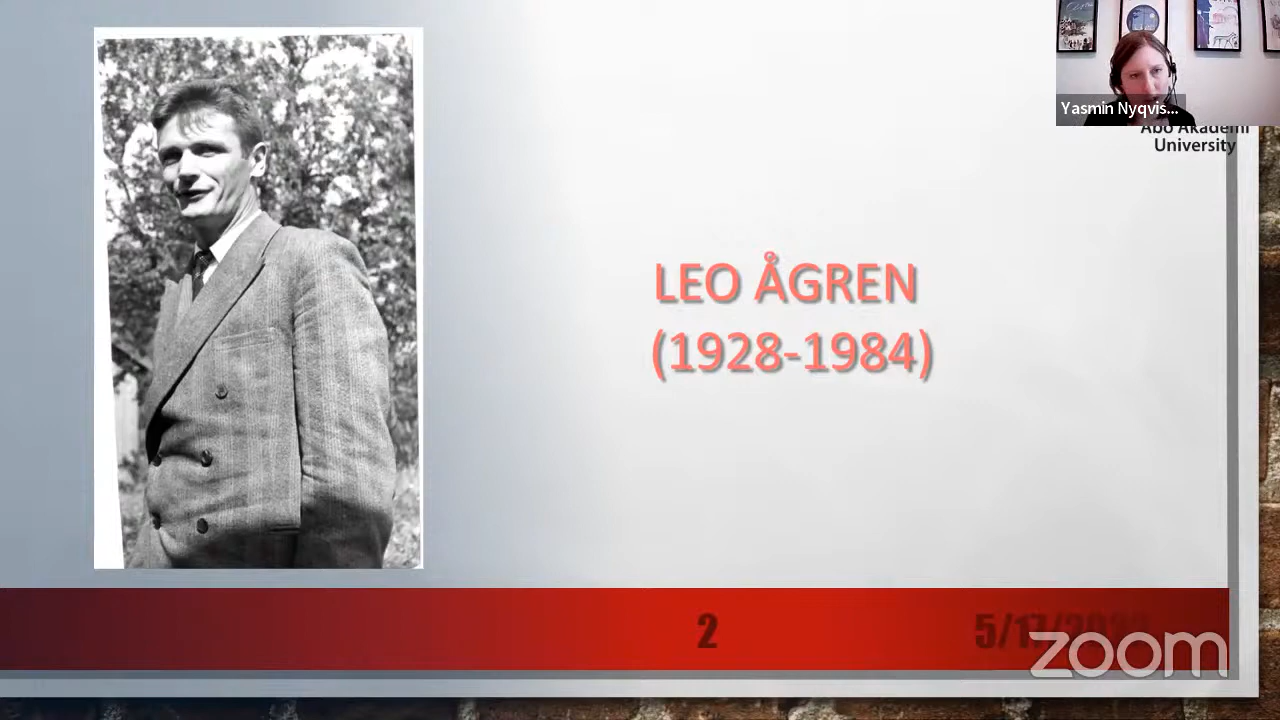 Yasmin Nyqvis...
Åbo Akademi
University
LEO ÅGREN
(1928-1984)
2
zoom